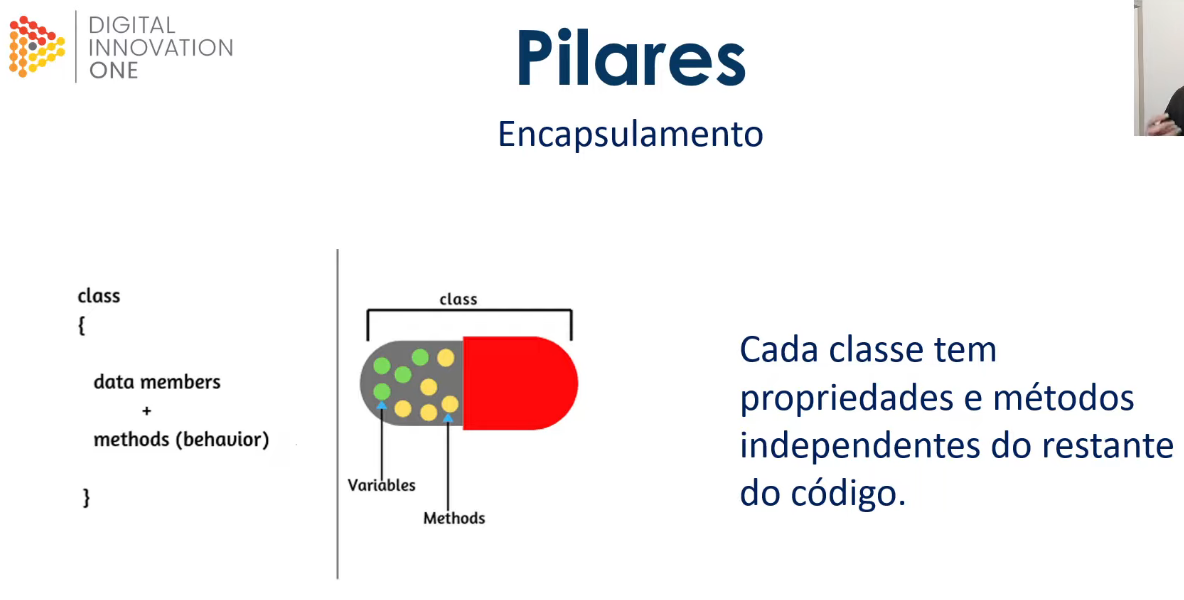 DIGITAL
INNOVATION
ONE
Pilares
Encapsulamento
class
{
data members
+
methods (behavior)
}
class
Variables
Methods
Cada classe tem
propriedades e métodos
independentes do restante
do código.